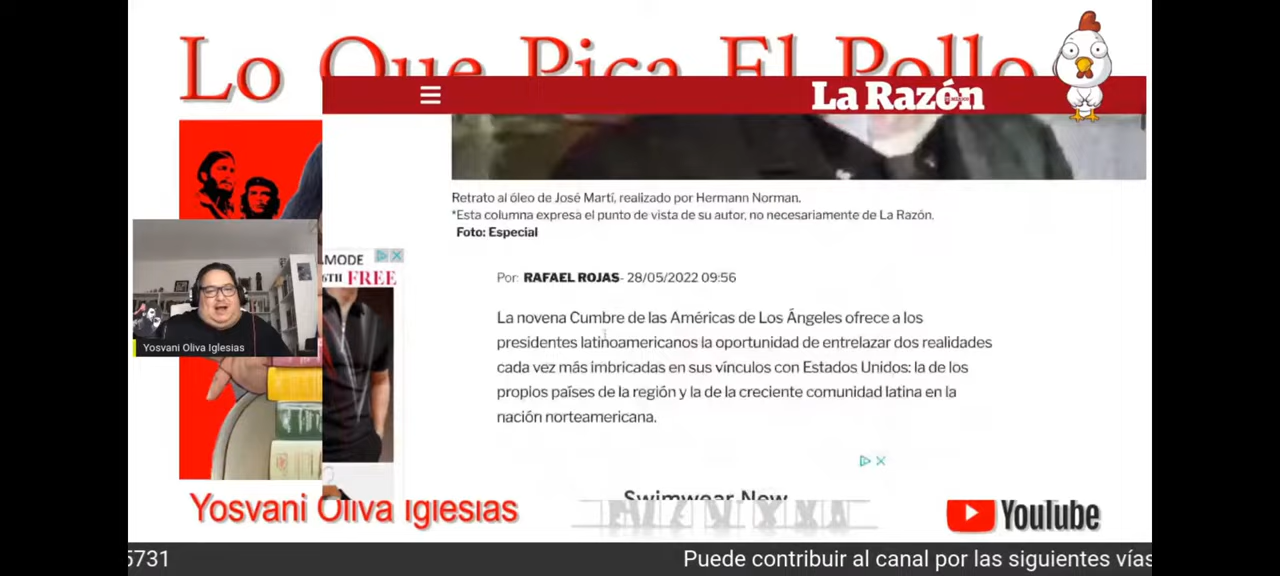 Lo Que Pica El Pollo
La Razón
Retrato al óleo de José Martí, realizado por Hermann Norman.
*Esta columna expresa el punto de vista de su autor, no necesariamente de La Razón.
Foto: Especial
AMODE
FREE
Por: RAFAEL ROJAS- 28/05/2022 09:56
La novena Cumbre de las Américas de Los Ángeles ofrece a los
presidentes latinoamericanos la oportunidad de entrelazar dos realidades
cada vez más imbricadas en sus vínculos con Estados Unidos: la de los
propios países de la región y la de la creciente comunidad latina en la
nación norteamericana.
Yosvani Oliva Iglesias
Swimwear Now
Yosvani Oliva Iglesias
YouTube
5731
Puede contribuir al canal por las siguientes vías